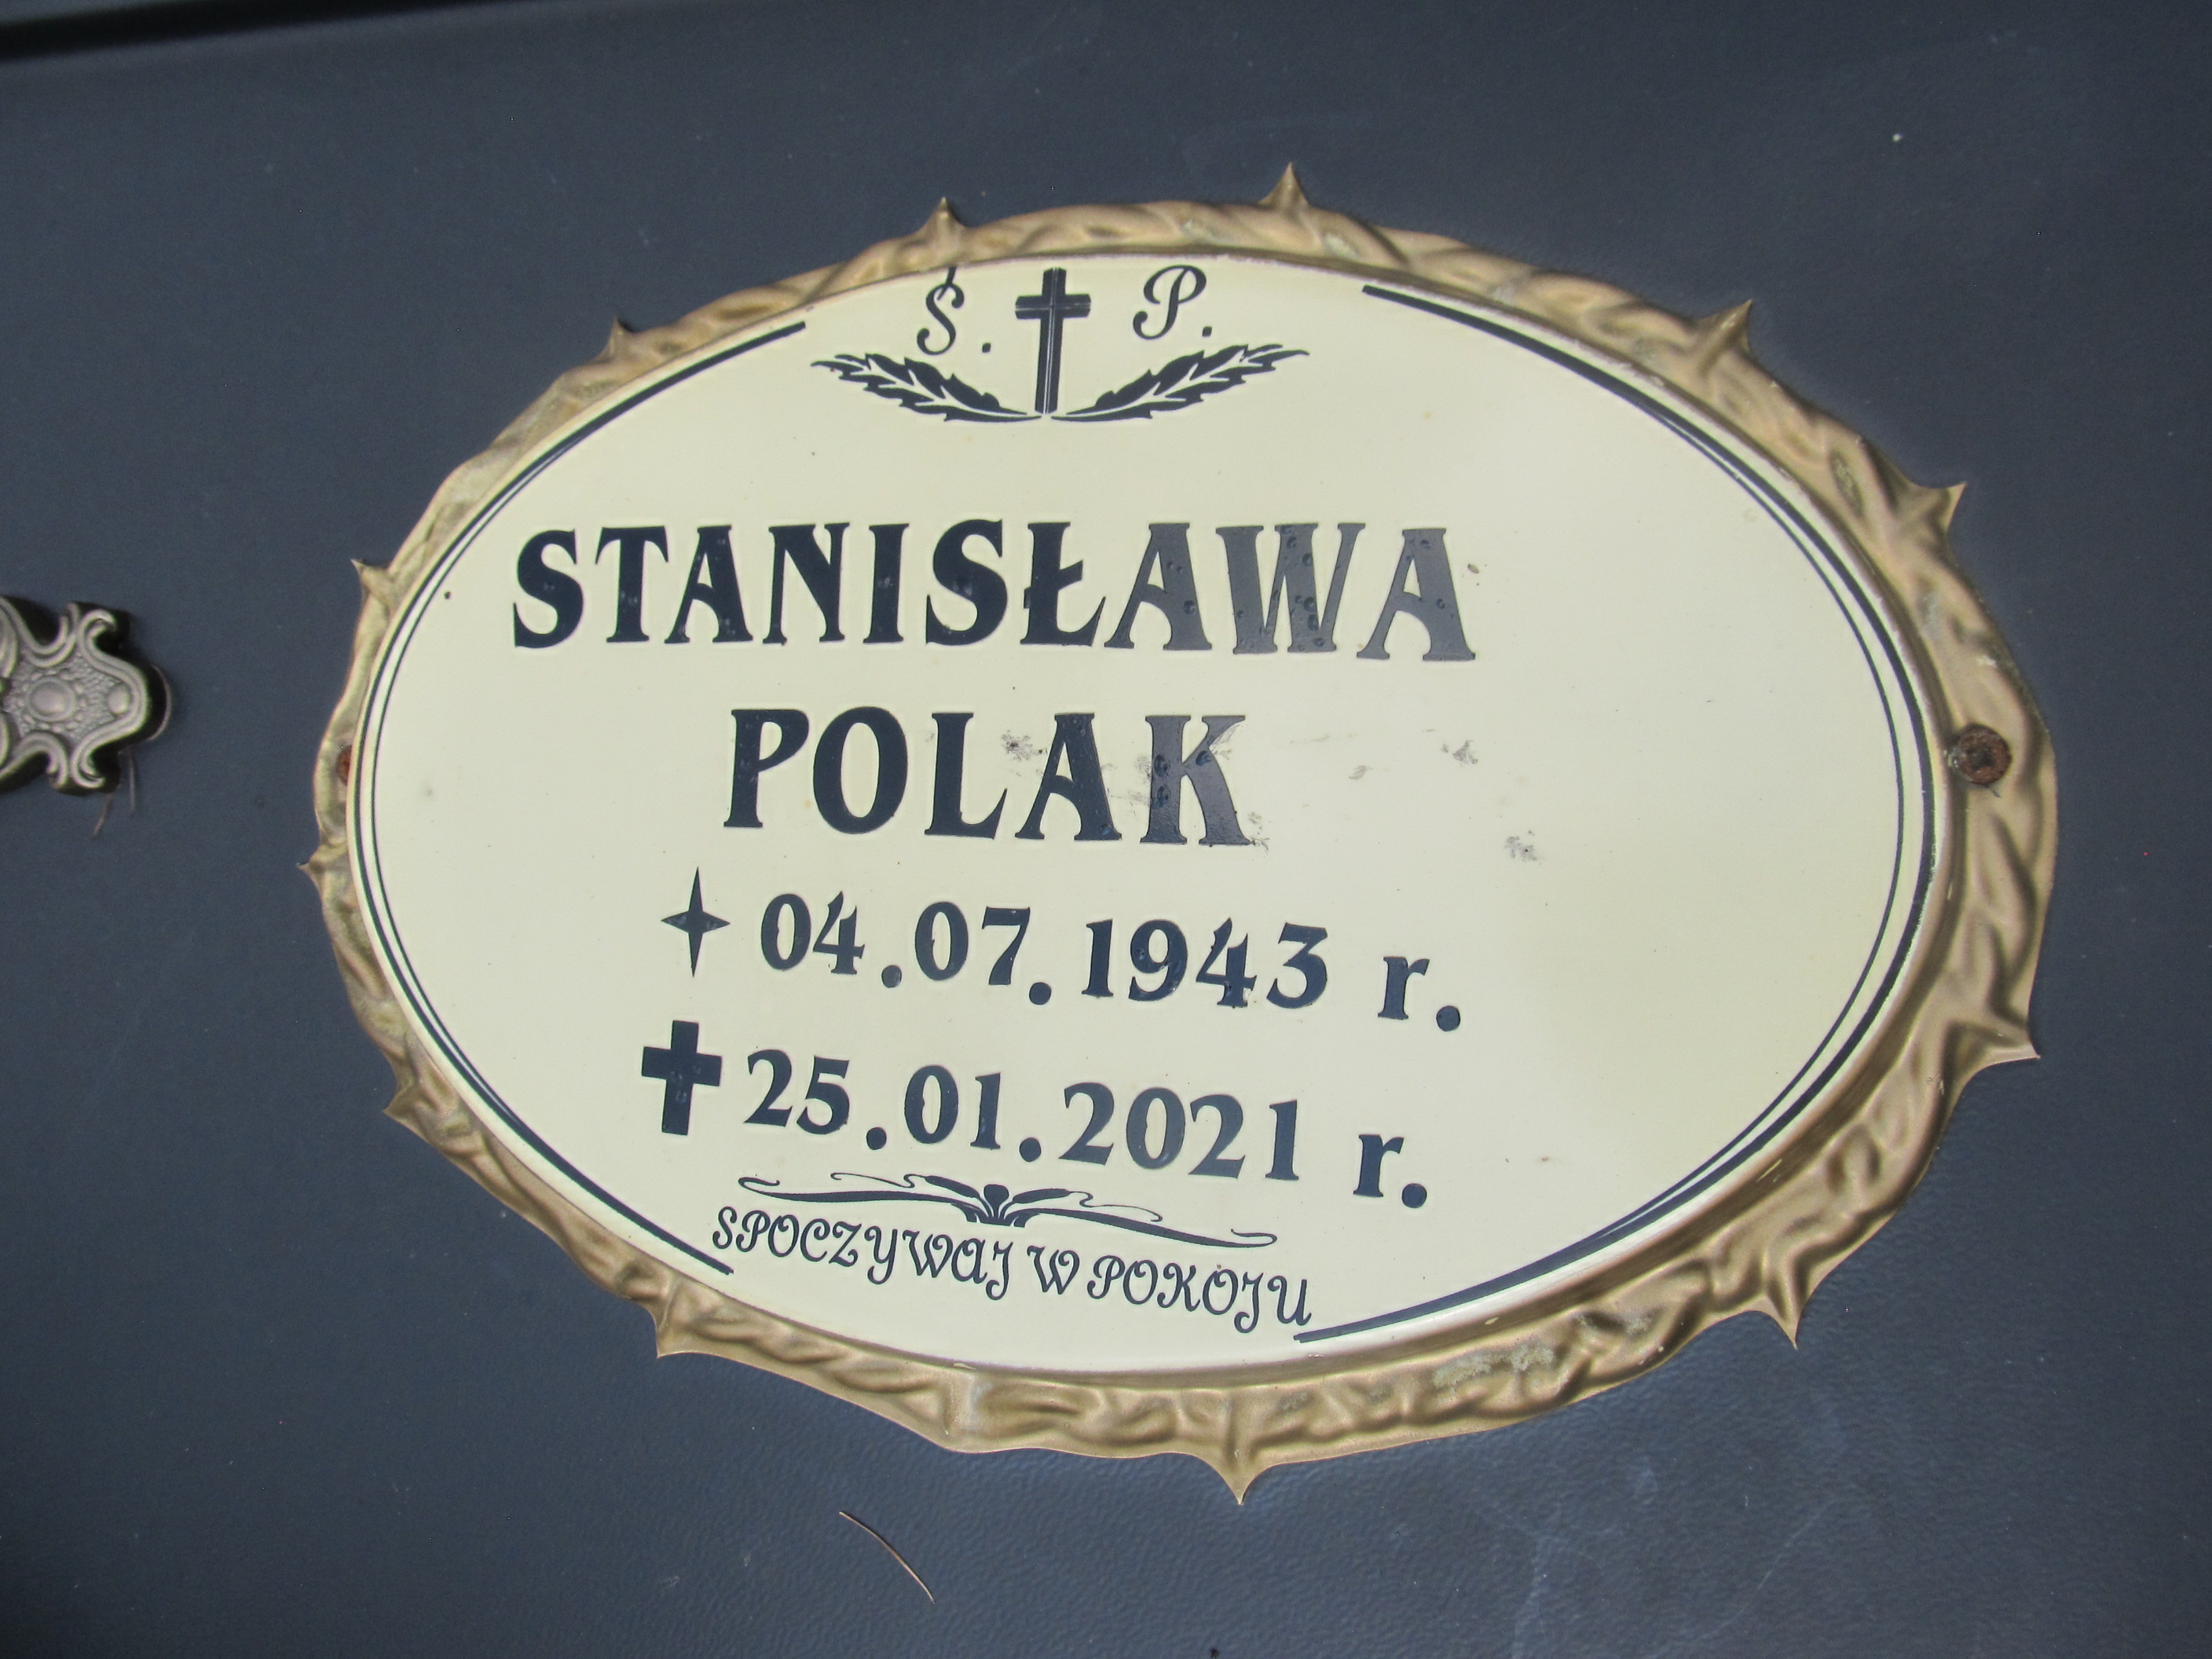 Ś. P.
STANISŁAWA
POLAK
04.07.1943 r.
25.01.2021 r.
SPOCZYWAJ W POKOJU